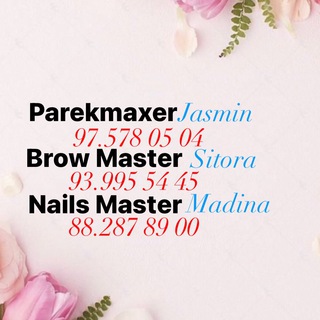 ParekmaxerJasmin
97.578 05 04
Brow Master Sitora
93.995 54 45
Nails Master Madina
88.287 89 00